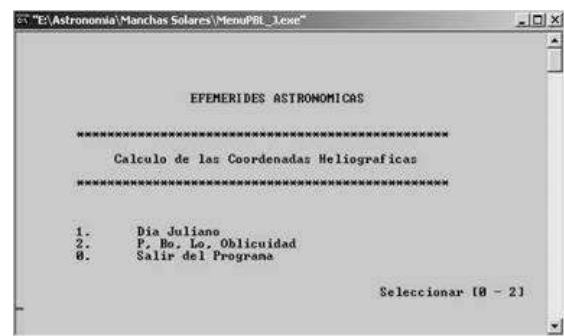 "E:\Astronomia\Manchas Solares\MenuPBL_3.exe"
EFEMERIDES ASTRONOMICAS
**************************************************
Calculo de las Coordenadas Heliograficas
**************************************************
1. Dia Juliano
2. P, Bo, Lo, Oblicuidad
0. Salir del Programa
Seleccionar [0 - 2]